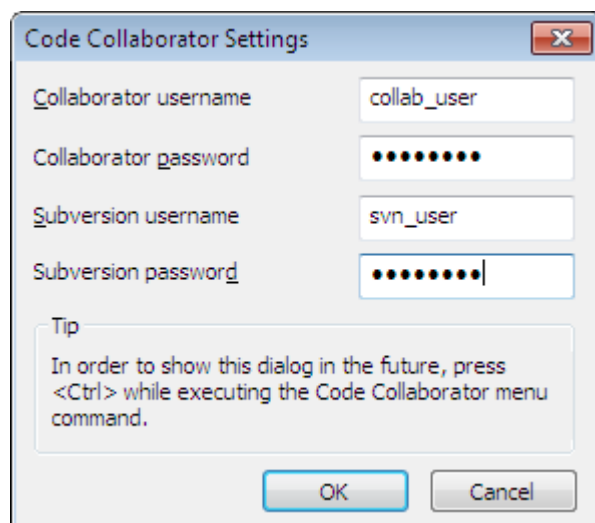 Code Collaborator Settings
Collaborator username
collab_user
Collaborator password
••••••••
Subversion username
svn_user
Subversion password
••••••••
Tip
In order to show this dialog in the future, press
<Ctrl> while executing the Code Collaborator menu
command.
OK
Cancel